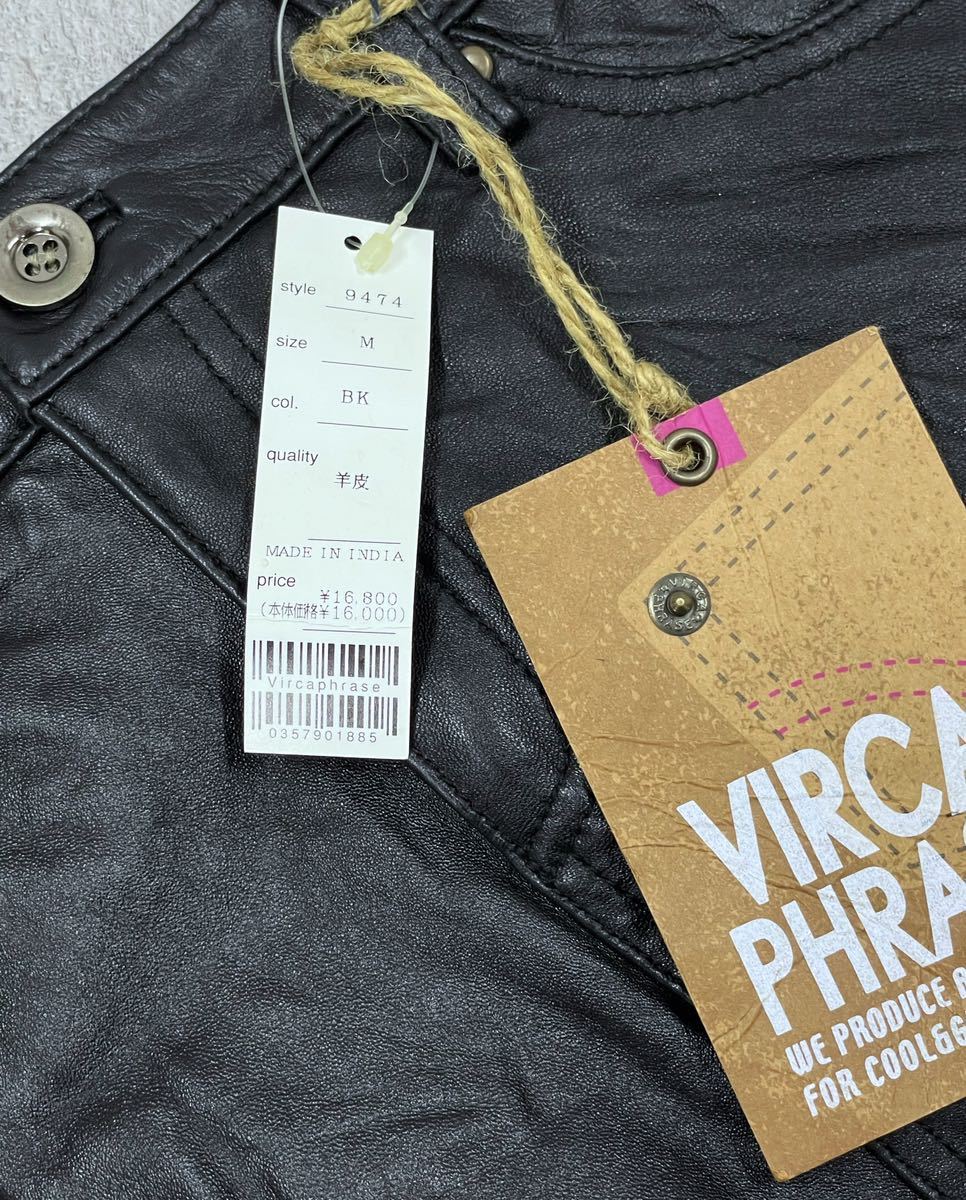 style 9474
size M
col. BK
quality
羊皮
MADE IN INDIA
price
¥16,800
(本体価格¥16,000)
Vircaphrase
0357901885
VIRCA
PHRA
WE PRODUCE
FOR COOL&G